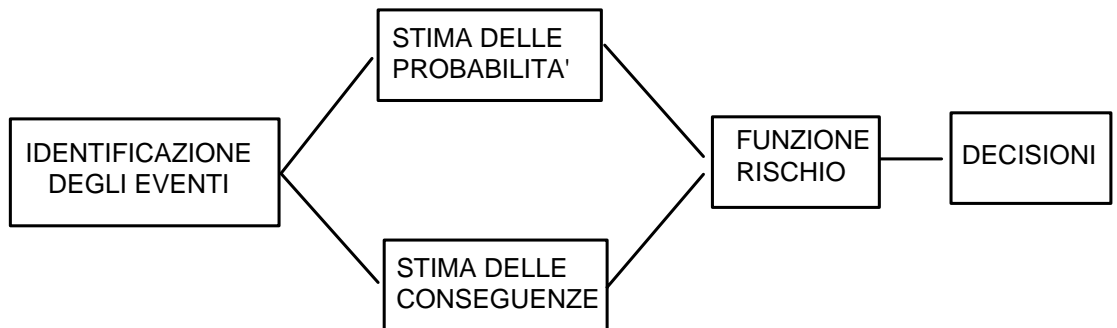 IDENTIFICAZIONE
DEGLI EVENTI
STIMA DELLE
PROBABILITA'
STIMA DELLE
CONSEGUENZE
FUNZIONE
RISCHIO
DECISIONI